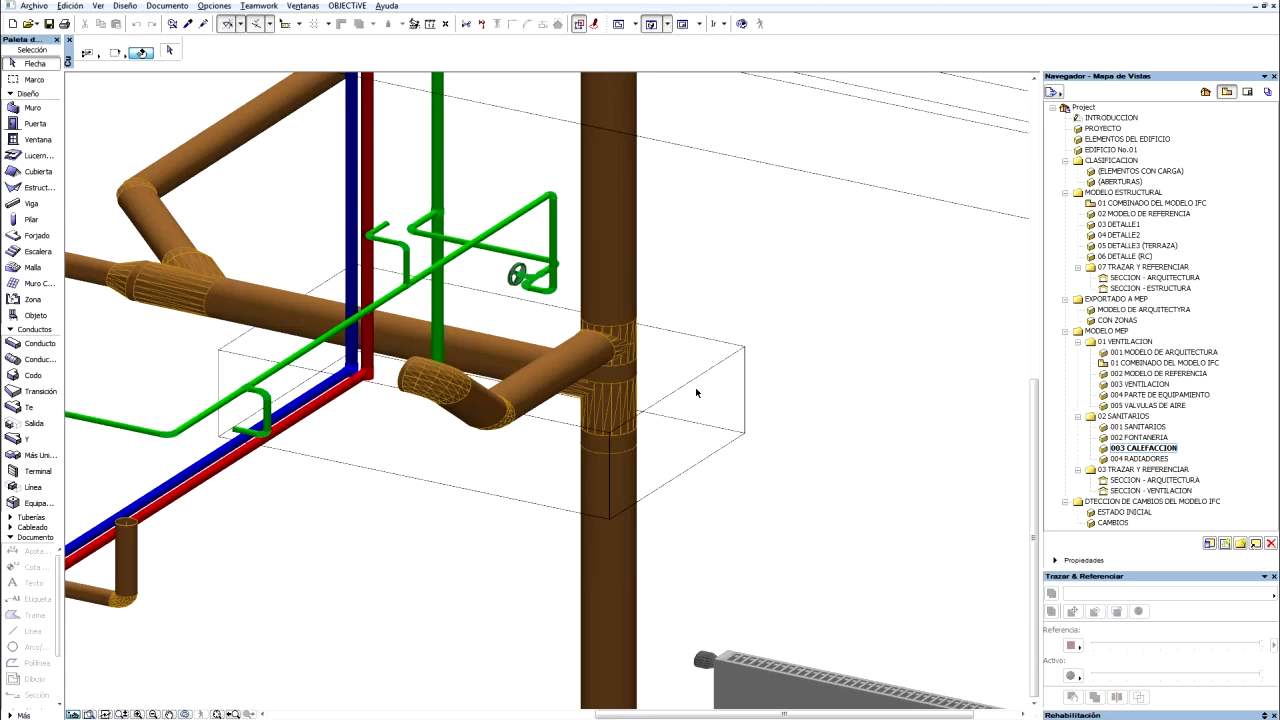 Archivo Edición Ver Diseño Documento Opciones Teamwork Ventanas OBJECTiVE Ayuda
Paleta d...
Selección
Flecha
Marco
Diseño
Muro
Puerta
Ventana
Lucern...
Cubierta
Estruct...
Viga
Pilar
Forjado
Escalera
Malla
Muro C...
Zona
Objeto
Conductos
Conducto
Conduc...
Codo
Transición
Te
Salida
Y
Más Uni...
Terminal
Línea
Equipa...
Tuberías
Cableado
Documento
Acota...
Cota ...
Texto
Etiqueta
Trama
Línea
Arco/...
Polilínea
Dibujo
Sección
Más
Navegador - Mapa de Vistas
Project
INTRODUCCION
PROYECTO
ELEMENTOS DEL EDIFICIO
EDIFICIO No.01
CLASIFICACION
(ELEMENTOS CON CARGA)
(ABERTURAS)
MODELO ESTRUCTURAL
01 COMBINADO DEL MODELO IFC
02 MODELO DE REFERENCIA
03 DETALLE1
04 DETALLE2
05 DETALLE3 (TERRAZA)
06 DETALLE (RC)
07 TRAZAR Y REFERENCIAR
SECCION - ARQUITECTURA
SECCION - ESTRUCTURA
EXPORTADO A MEP
MODELO DE ARQUITECTYRA
CON ZONAS
MODELO MEP
01 VENTILACION
001 MODELO DE ARQUITECTURA
01 COMBINADO DEL MODELO IFC
002 MODELO DE REFERENCIA
003 VENTILACION
004 PARTE DE EQUIPAMIENTO
005 VALVULAS DE AIRE
02 SANITARIOS
001 SANITARIOS
002 FONTANERIA
003 CALEFACCION
004 RADIADORES
03 TRAZAR Y REFERENCIAR
SECCION - ARQUITECTURA
SECCION - VENTILACION
DTECCION DE CAMBIOS DEL MODELO IFC
ESTADO INICIAL
CAMBIOS
Propiedades
Trazar & Referenciar
Referencia:
Activo:
Rehabilitación